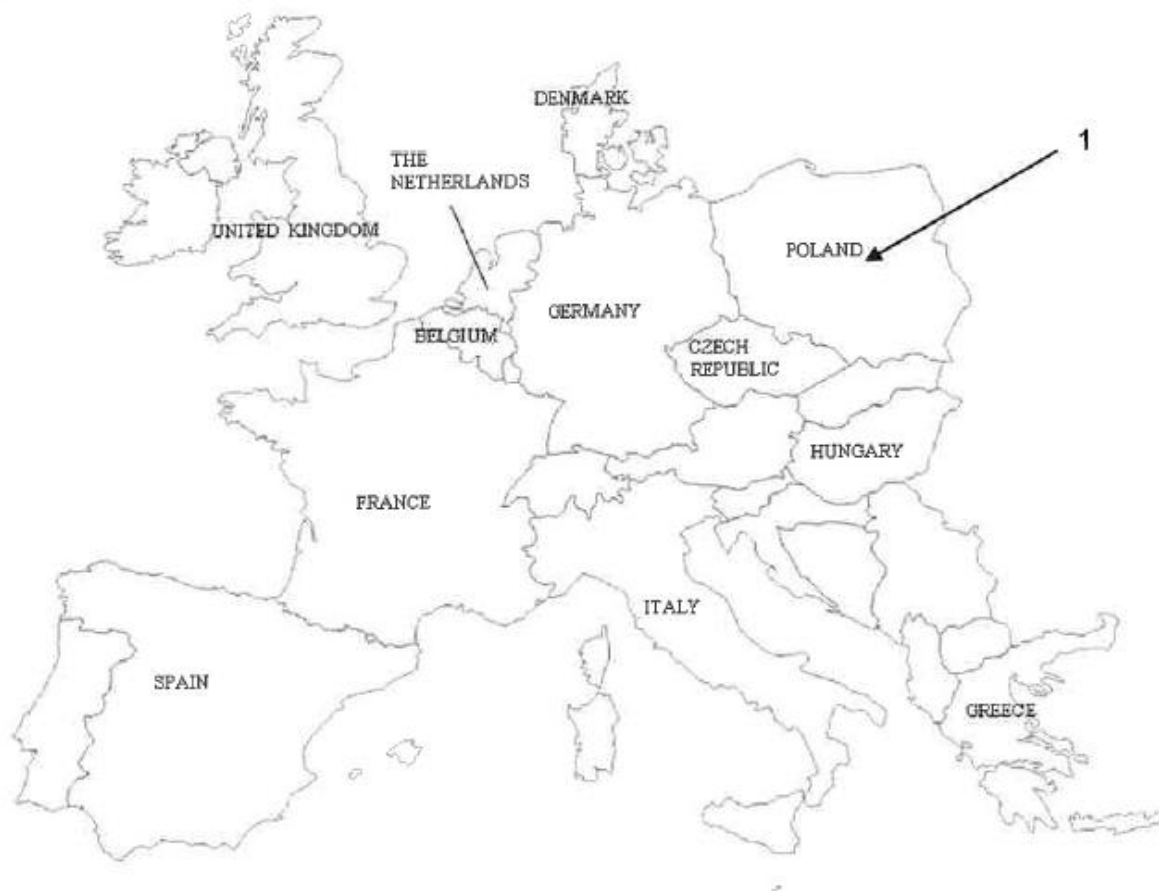 DENMARK
1
THE
NETHERLANDS
UNITED KINGDOM
POLAND
GERMANY
BELGIUM
CZECH
REPUBLIC
HUNGARY
FRANCE
ITALY
SPAIN
GREECE